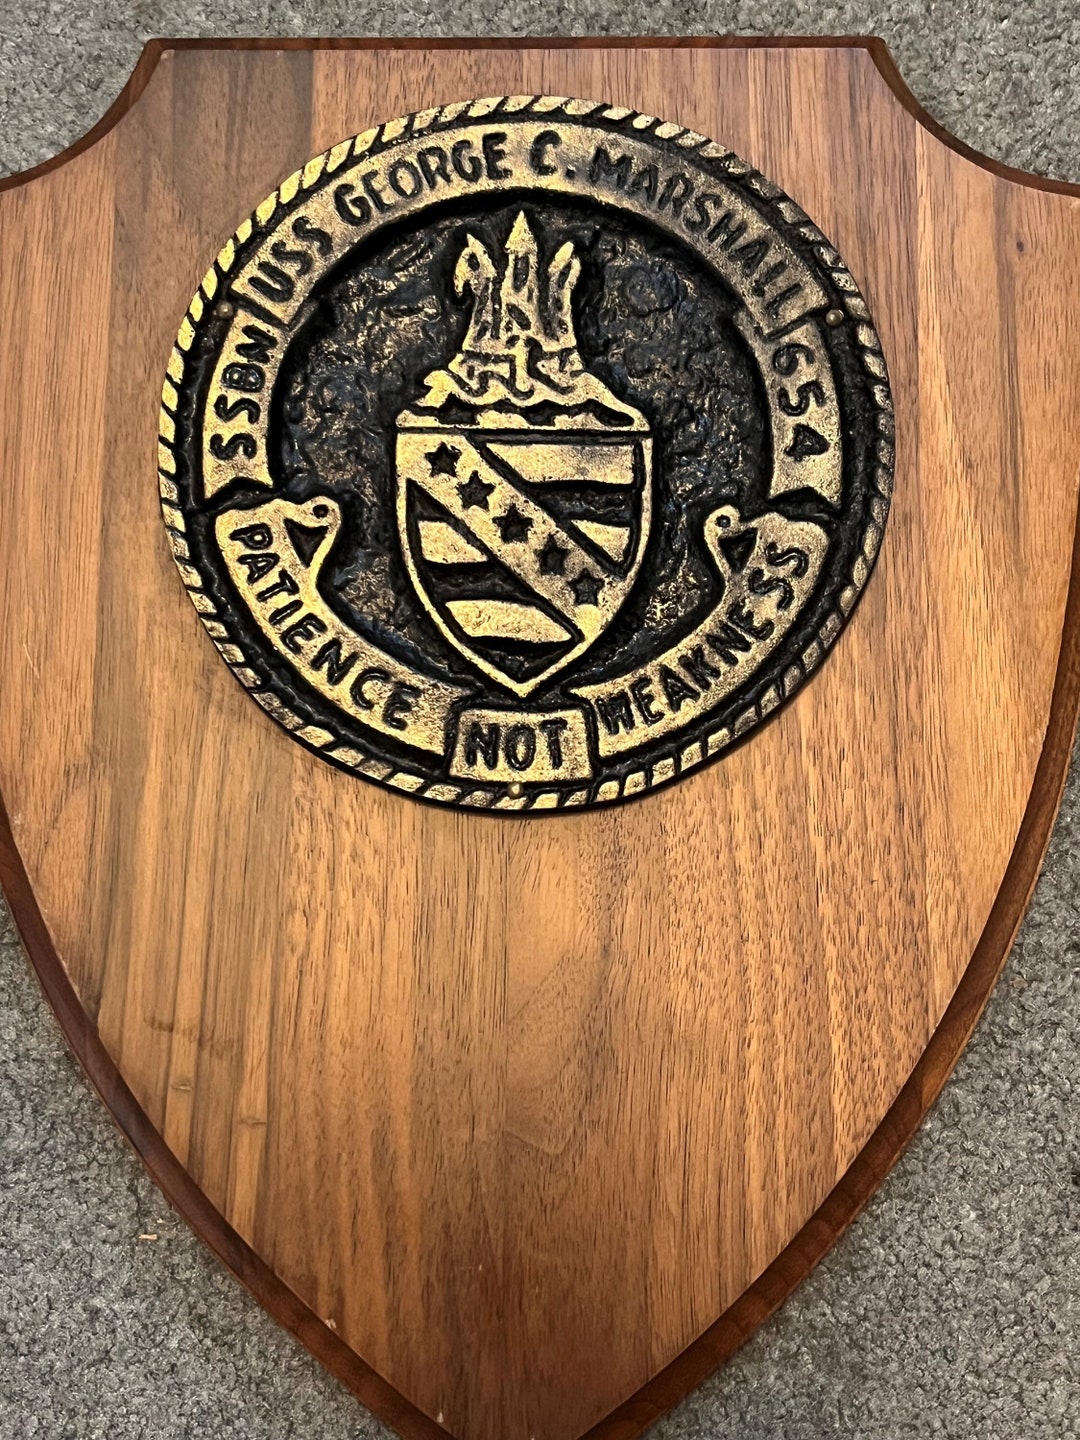 SSBN USS GEORGE C. MARSHALL 654
PATIENCE NOT WEAKNESS